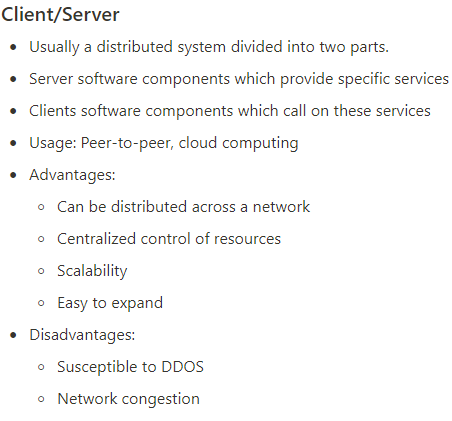 Client/Server
• Usually a distributed system divided into two parts.
• Server software components which provide specific services
• Clients software components which call on these services
• Usage: Peer-to-peer, cloud computing
• Advantages:
◦ Can be distributed across a network
◦ Centralized control of resources
◦ Scalability
◦ Easy to expand
• Disadvantages:
◦ Susceptible to DDOS
◦ Network congestion